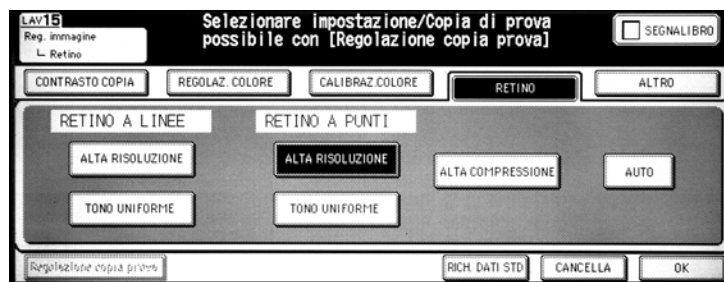 LAV15
Selezionare impostazione/Copia di prova
possibile con [Regolazione copia prova]
Reg. immagine
└ Retino
SEGNALIBRO
CONTRASTO COPIA
REGOLAZ. COLORE
CALIBRAZ.COLORE
RETINO
ALTRO
RETINO A LINEE
RETINO A PUNTI
ALTA RISOLUZIONE
ALTA RISOLUZIONE
ALTA COMPRESSIONE
AUTO
TONO UNIFORME
TONO UNIFORME
Regolazione copia prova
RICH. DATI STD
CANCELLA
OK